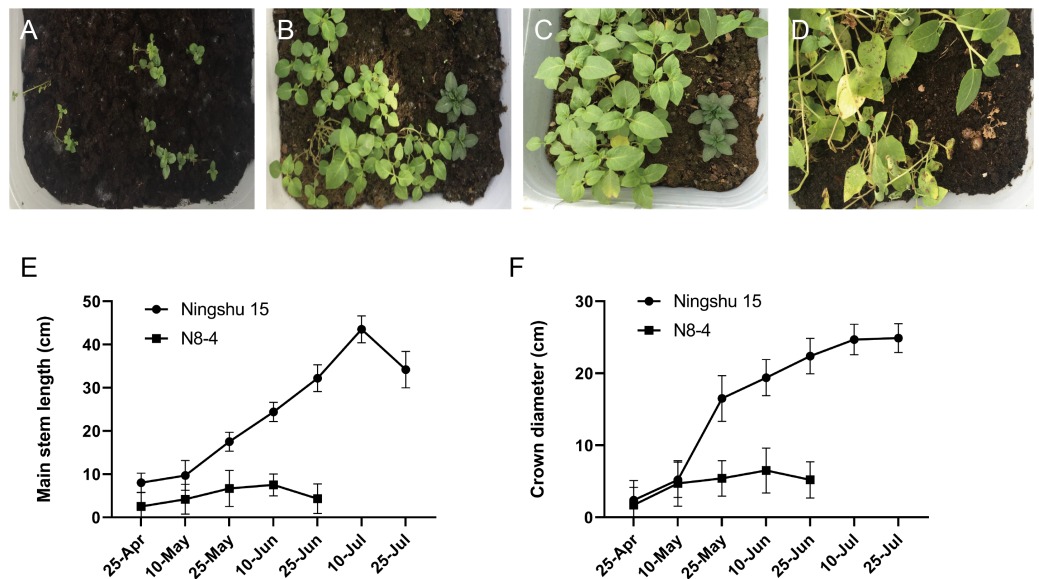 A
B
C
D
E
Main stem length (cm)
50
40
30
20
10
0
Ningshu 15
N8-4
25-Apr
10-May
25-May
10-Jun
25-Jun
10-Jul
25-Jul
F
Crown diameter (cm)
30
20
10
0
Ningshu 15
N8-4
25-Apr
10-May
25-May
10-Jun
25-Jun
10-Jul
25-Jul